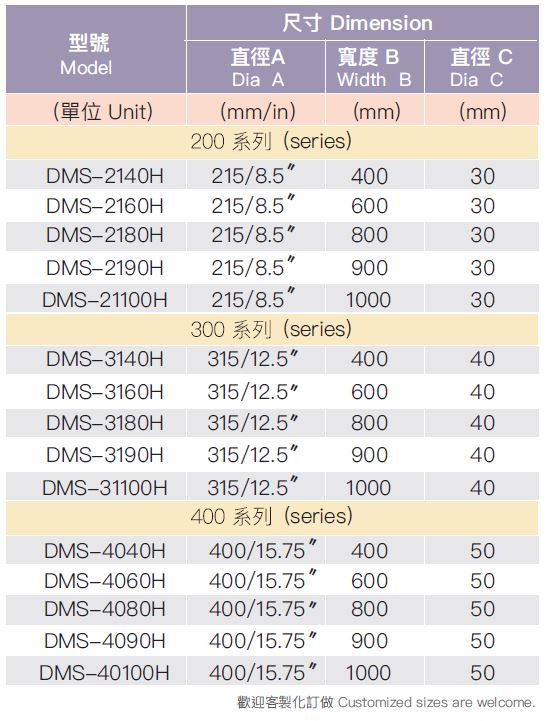 型號
Model
尺寸 Dimension
直徑A
Dia A
寬度 B
Width B
直徑 C
Dia C
(單位 Unit) (mm/in) (mm) (mm)
200 系列 (series)
DMS-2140H 215/8.5〞 400 30
DMS-2160H 215/8.5〞 600 30
DMS-2180H 215/8.5〞 800 30
DMS-2190H 215/8.5〞 900 30
DMS-21100H 215/8.5〞 1000 30
300 系列 (series)
DMS-3140H 315/12.5〞 400 40
DMS-3160H 315/12.5〞 600 40
DMS-3180H 315/12.5〞 800 40
DMS-3190H 315/12.5〞 900 40
DMS-31100H 315/12.5〞 1000 40
400 系列 (series)
DMS-4040H 400/15.75〞 400 50
DMS-4060H 400/15.75〞 600 50
DMS-4080H 400/15.75〞 800 50
DMS-4090H 400/15.75〞 900 50
DMS-40100H 400/15.75〞 1000 50
歡迎客製化訂做 Customized sizes are welcome.